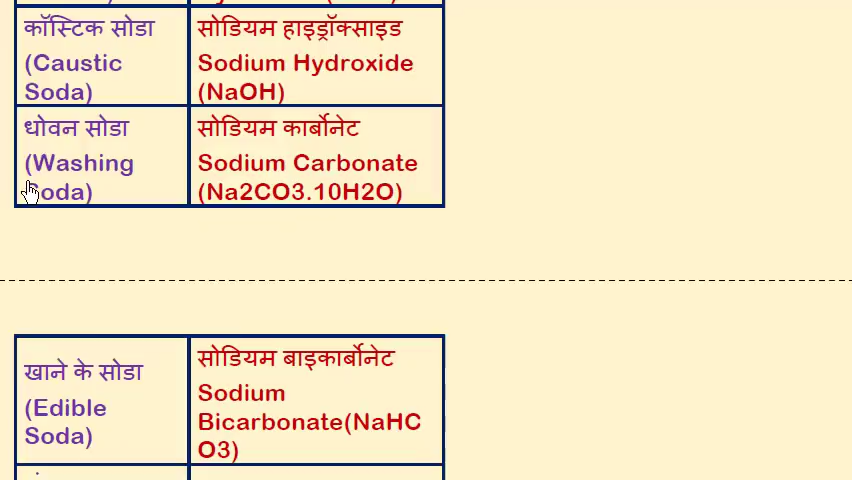 कॉस्टिक सोडा
(Caustic
Soda)
सोडियम हाइड्रॉक्साइड
Sodium Hydroxide
(NaOH)
धोवन सोडा
(Washing
Soda)
सोडियम कार्बोनेट
Sodium Carbonate
(Na2CO3.10H2O)
खाने के सोडा
(Edible
Soda)
सोडियम बाइकार्बोनेट
Sodium
Bicarbonate(NaHC
O3)